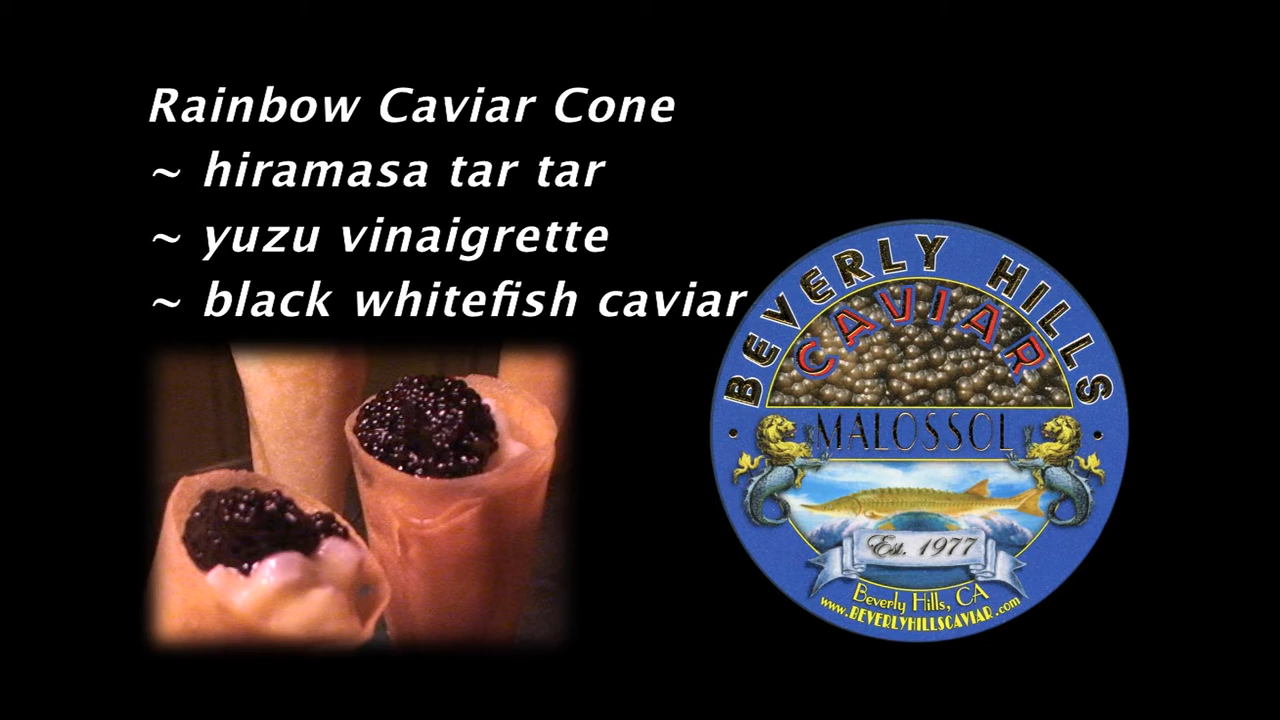 Rainbow Caviar Cone
~ hiramasa tar tar
~ yuzu vinaigrette
~ black whitefish caviar
BEVERLY HILLS
CAVIAR
• MALOSSOL •
Est. 1977
Beverly Hills, CA
www.BEVERLYHILLSCAVIAR.com